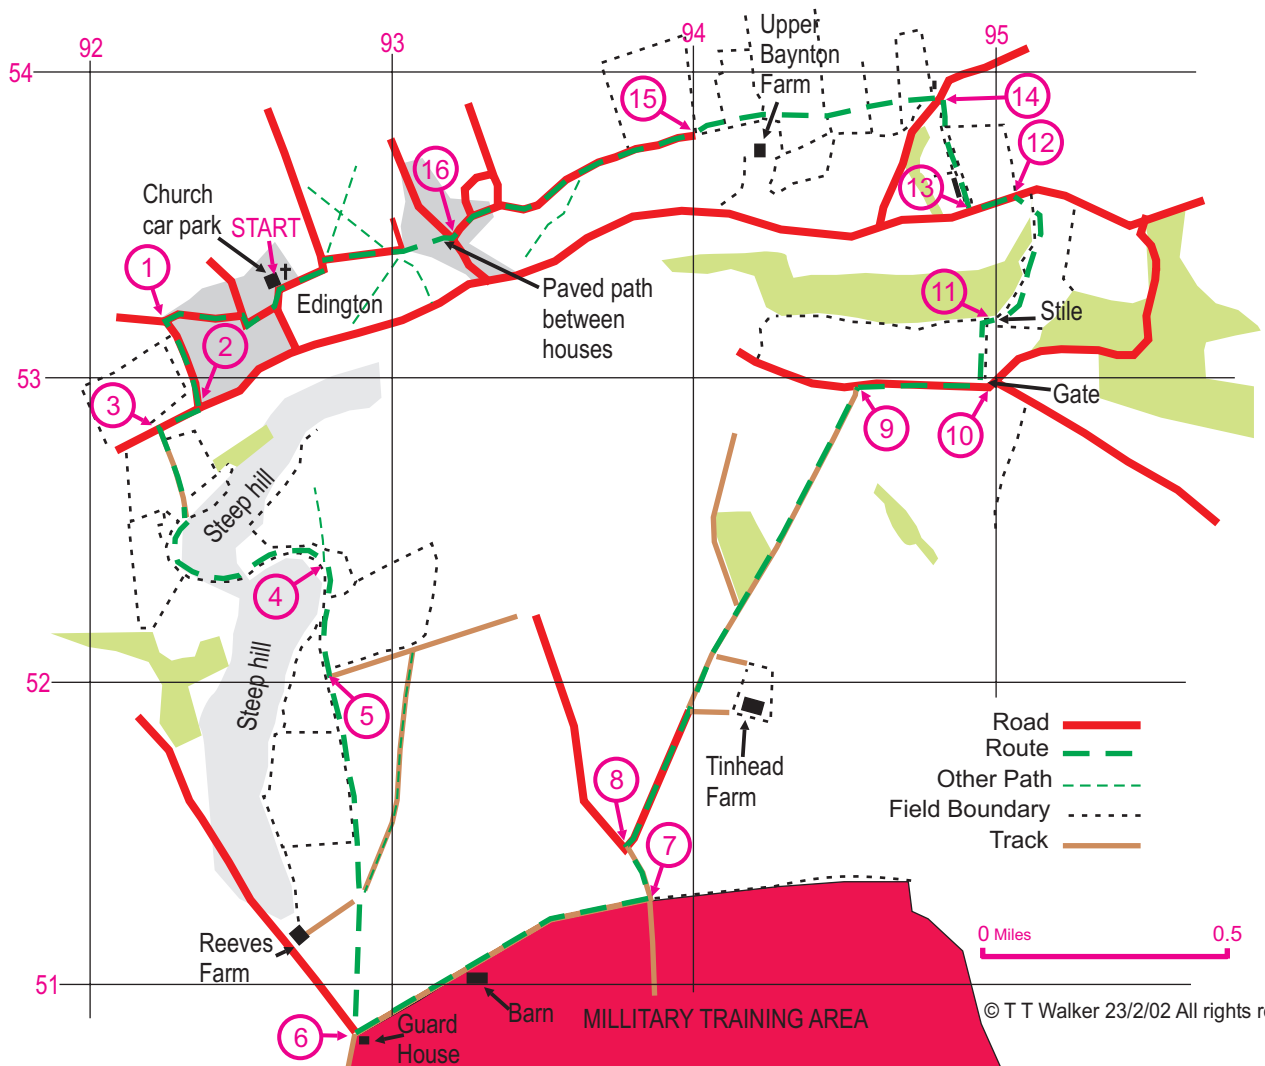 92
93
94
95
54
53
52
51
Upper
Baynton
Farm
15
14
12
16
13
Church
car park
START
1
Edington
Paved path
between
houses
11
Stile
2
3
Gate
9
10
Steep hill
4
Steep hill
5
Tinhead
Farm
8
7
Road
Route
Other Path
Field Boundary
Track
0 Miles
0.5
Reeves
Farm
6
Guard
House
Barn
MILLITARY TRAINING AREA
© T T Walker 23/2/02 All rights re